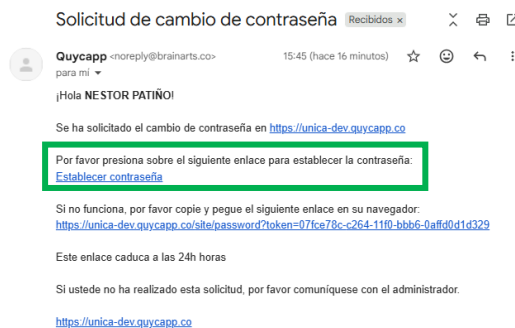 Solicitud de cambio de contraseña Recibidos x
Quycapp <noreply@brainarts.co> 15:45 (hace 16 minutos)
para mí
¡Hola NESTOR PATIÑO!
Se ha solicitado el cambio de contraseña en https://unica-dev.quycapp.co
Por favor presiona sobre el siguiente enlace para establecer la contraseña:
Establecer contraseña
Si no funciona, por favor copie y pegue el siguiente enlace en su navegador:
https://unica-dev.quycapp.co/site/password?token=07fce78c-c264-11f0-bbb6-0affd0d1d329
Este enlace caduca a las 24h horas
Si ustede no ha realizado esta solicitud, por favor comuníquese con el administrador.
https://unica-dev.quycapp.co